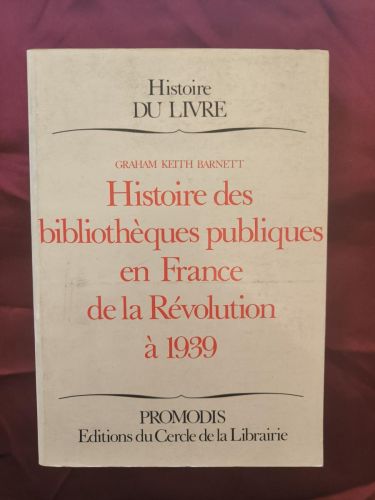 Histoire
DU LIVRE
GRAHAM KEITH BARNETT
Histoire des
bibliothèques publiques
en France
de la Révolution
à 1939
PROMODIS
Editions du Cercle de la Librairie